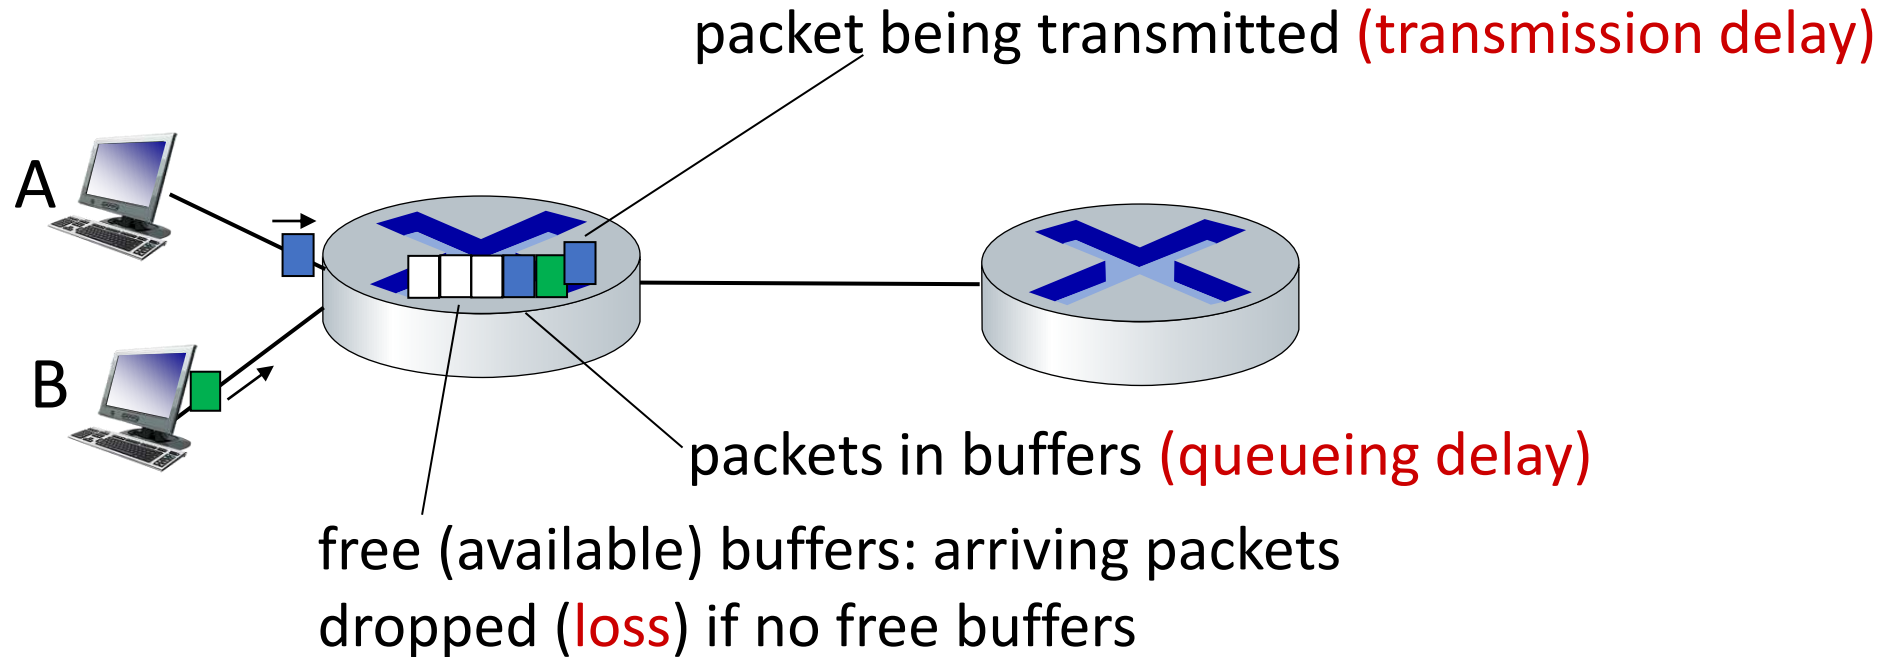 packet being transmitted (transmission delay)
A
B
packets in buffers (queueing delay)
free (available) buffers: arriving packets
dropped (loss) if no free buffers